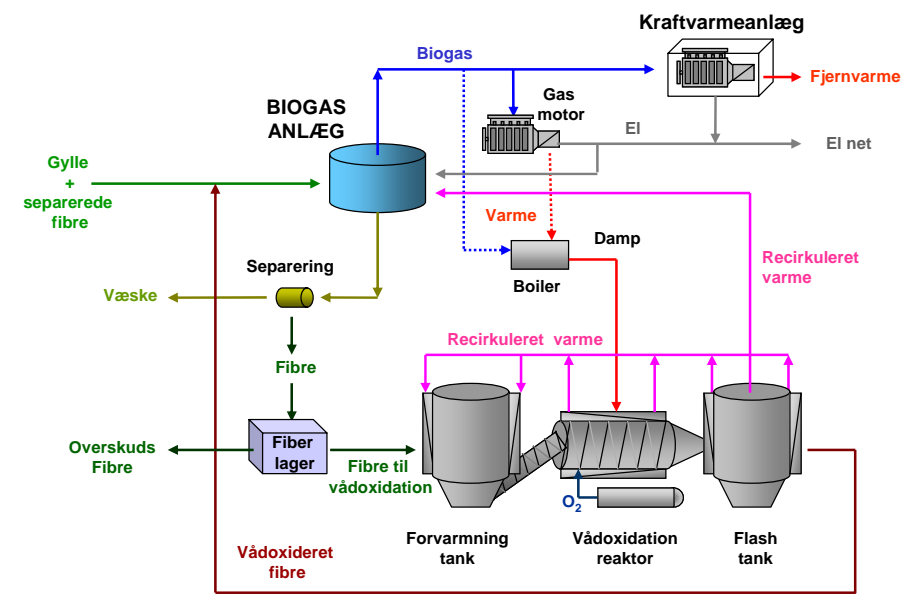 Kraftvarmeanlæg
Biogas
Fjernvarme
Gas
motor
BIOGAS
ANLÆG
El
El net
Gylle
+
separerede
fibre
Varme
Damp
Recirkuleret
varme
Separering
Boiler
Væske
Recirkuleret varme
Fibre
Overskuds
Fibre
Fiber
lager
Fibre til
vådoxidation
O2
Forvarmning
tank
Vådoxidation
reaktor
Flash
tank
Vådoxideret
fibre